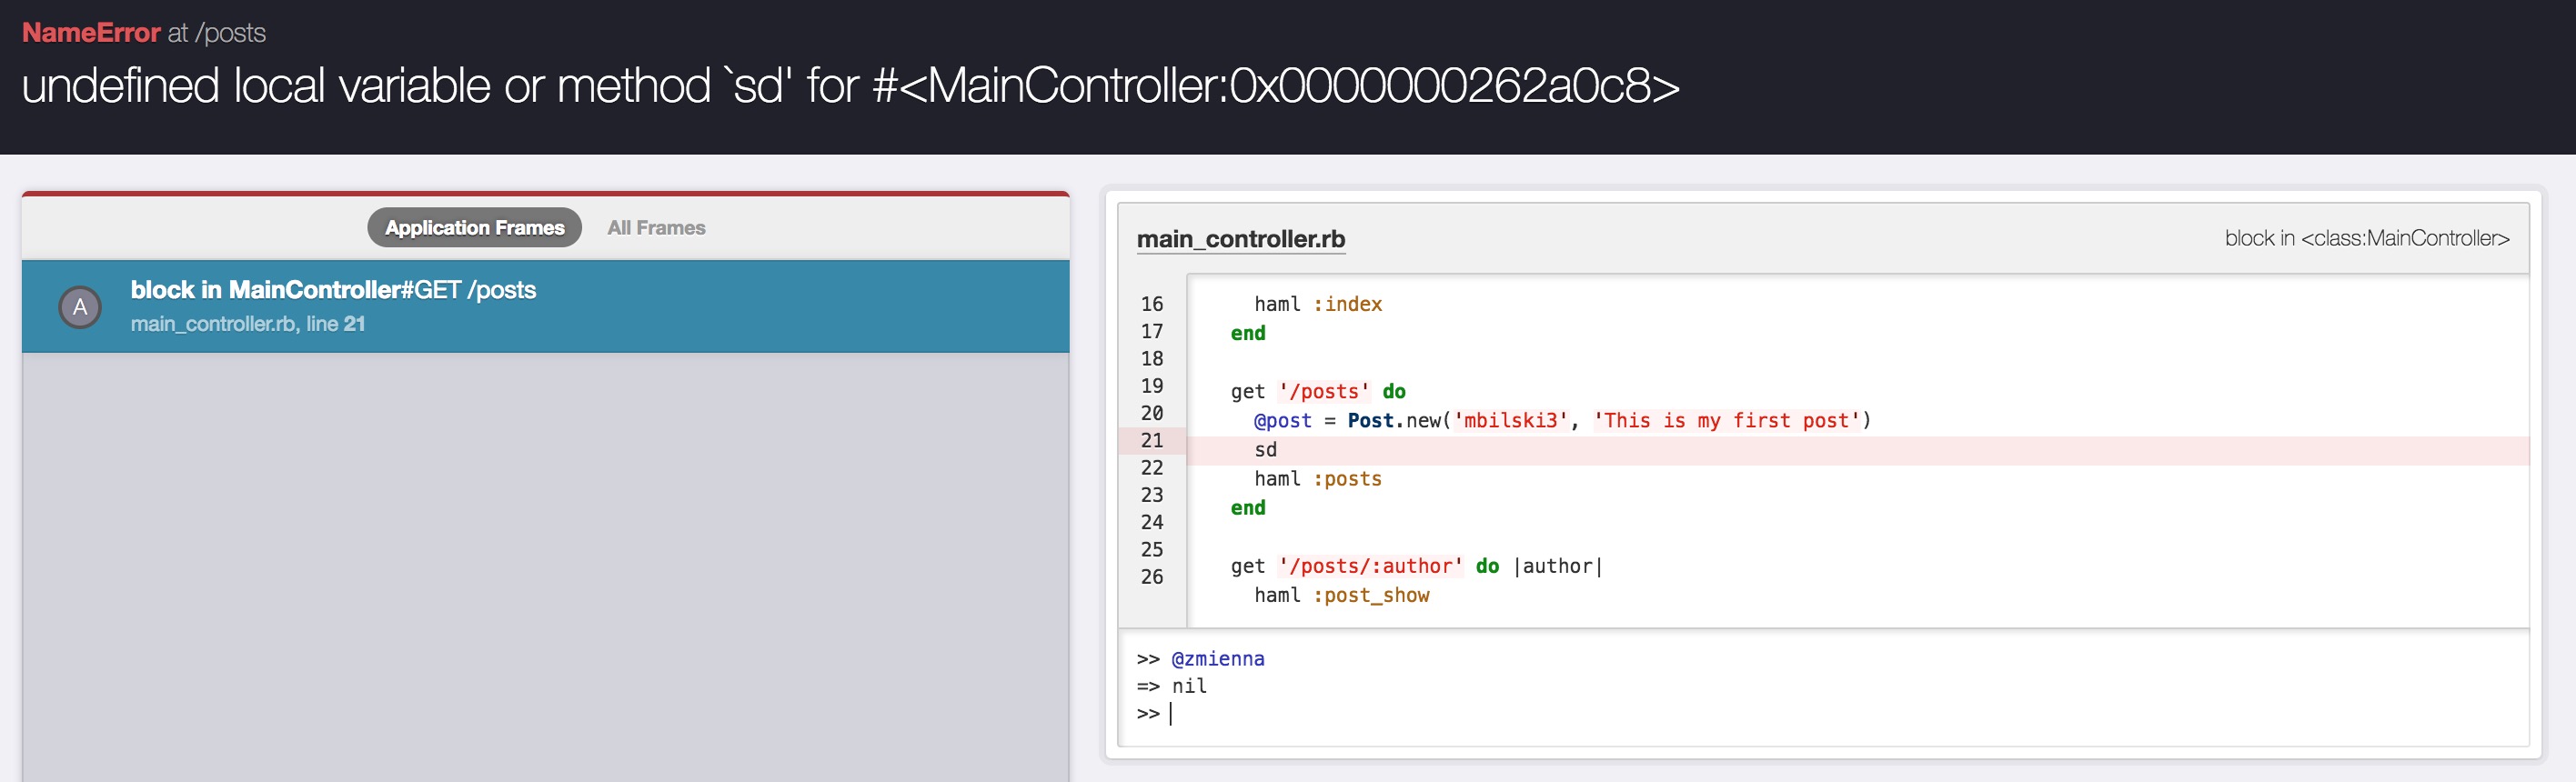 NameError at /posts
undefined local variable or method `sd' for #<MainController:0x0000000262a0c8>
Application Frames All Frames
A
block in MainController#GET /posts
main_controller.rb, line 21
main_controller.rb block in <class:MainController>
16 haml :index
17 end
18
19 get '/posts' do
20 @post = Post.new('mbilski3', 'This is my first post')
21 sd
22 haml :posts
23 end
24
25 get '/posts/:author' do |author|
26 haml :post_show
>> @zmienna
=> nil
>>